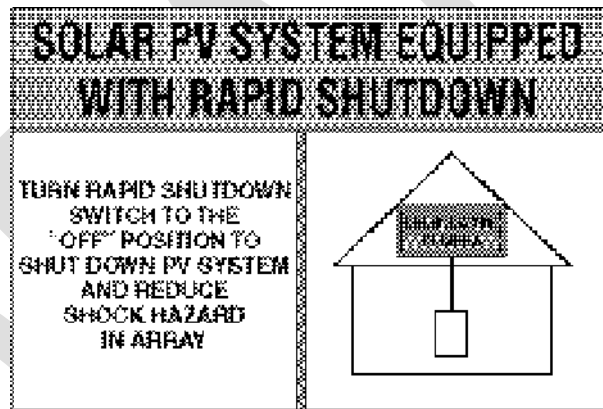 SOLAR PV SYSTEM EQUIPPED
WITH RAPID SHUTDOWN
TURN RAPID SHUTDOWN
SWITCH TO THE
"OFF" POSITION TO
SHUT DOWN PV SYSTEM
AND REDUCE
SHOCK HAZARD
IN ARRAY